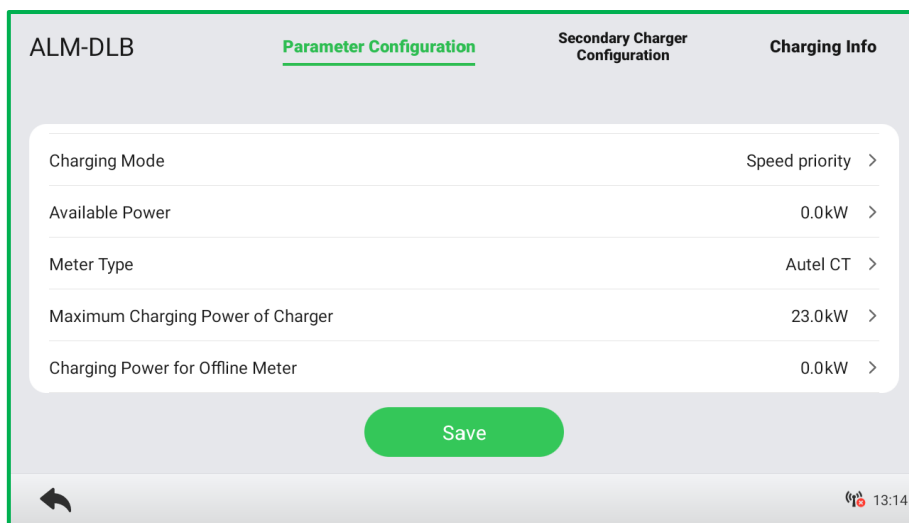 ALM-DLB
Parameter Configuration
Secondary Charger
Configuration
Charging Info
Charging Mode
Speed priority
Available Power
0.0kW
Meter Type
Autel CT
Maximum Charging Power of Charger
23.0kW
Charging Power for Offline Meter
0.0kW
Save
13:14